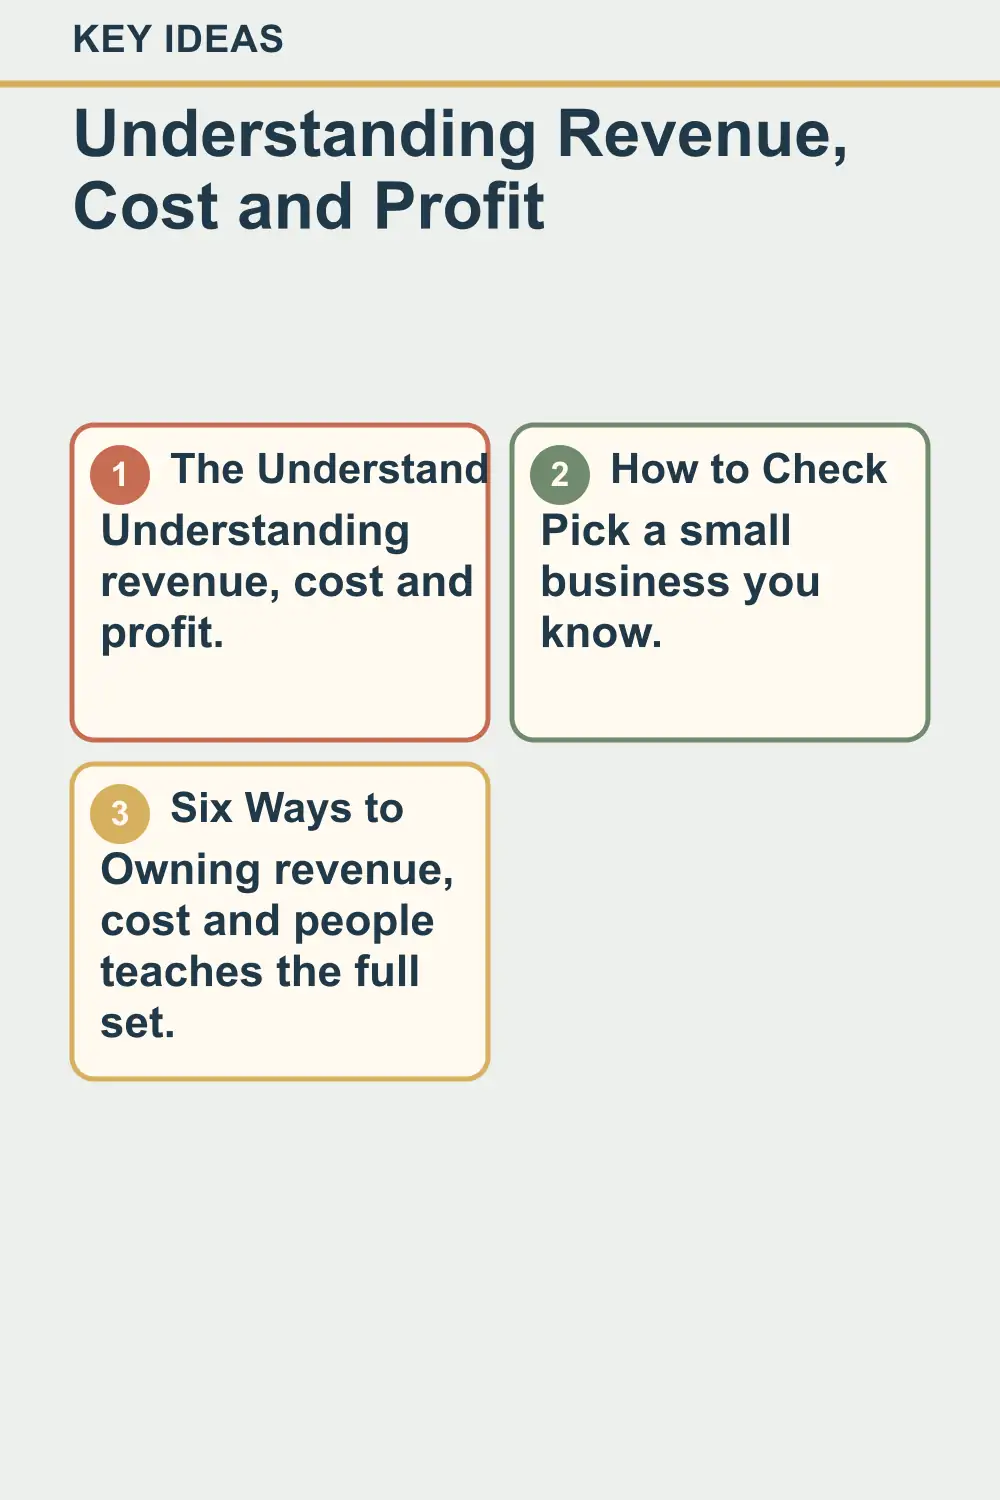 KEY IDEAS
Understanding Revenue,
Cost and Profit
1 The Understand
Understanding
revenue, cost and
profit.
2 How to Check
Pick a small
business you
know.
3 Six Ways to
Owning revenue,
cost and people
teaches the full
set.